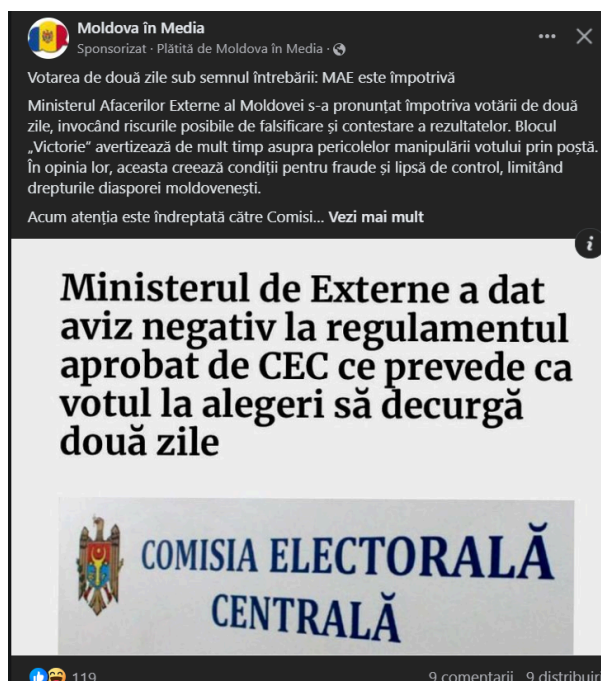 Moldova în Media
Sponsorizat · Plătită de Moldova în Media ·
Votarea de două zile sub semnul întrebării: MAE este împotrivă
Ministerul Afacerilor Externe al Moldovei s-a pronunțat împotriva votării de două
zile, invocând riscurile posibile de falsificare și contestare a rezultatelor. Blocul
„Victorie” avertizează de mult timp asupra pericolelor manipulării votului prin poștă.
În opinia lor, aceasta creează condiții pentru fraude și lipsă de control, limitând
drepturile diasporei moldovenești.
Acum atenția este îndreptată către Comisi... Vezi mai mult
Ministerul de Externe a dat
aviz negativ la regulamentul
aprobat de CEC ce prevede ca
votul la alegeri să decurgă
două zile
COMISIA ELECTORALĂ
CENTRALĂ
119
9 comentarii 9 distribuiri